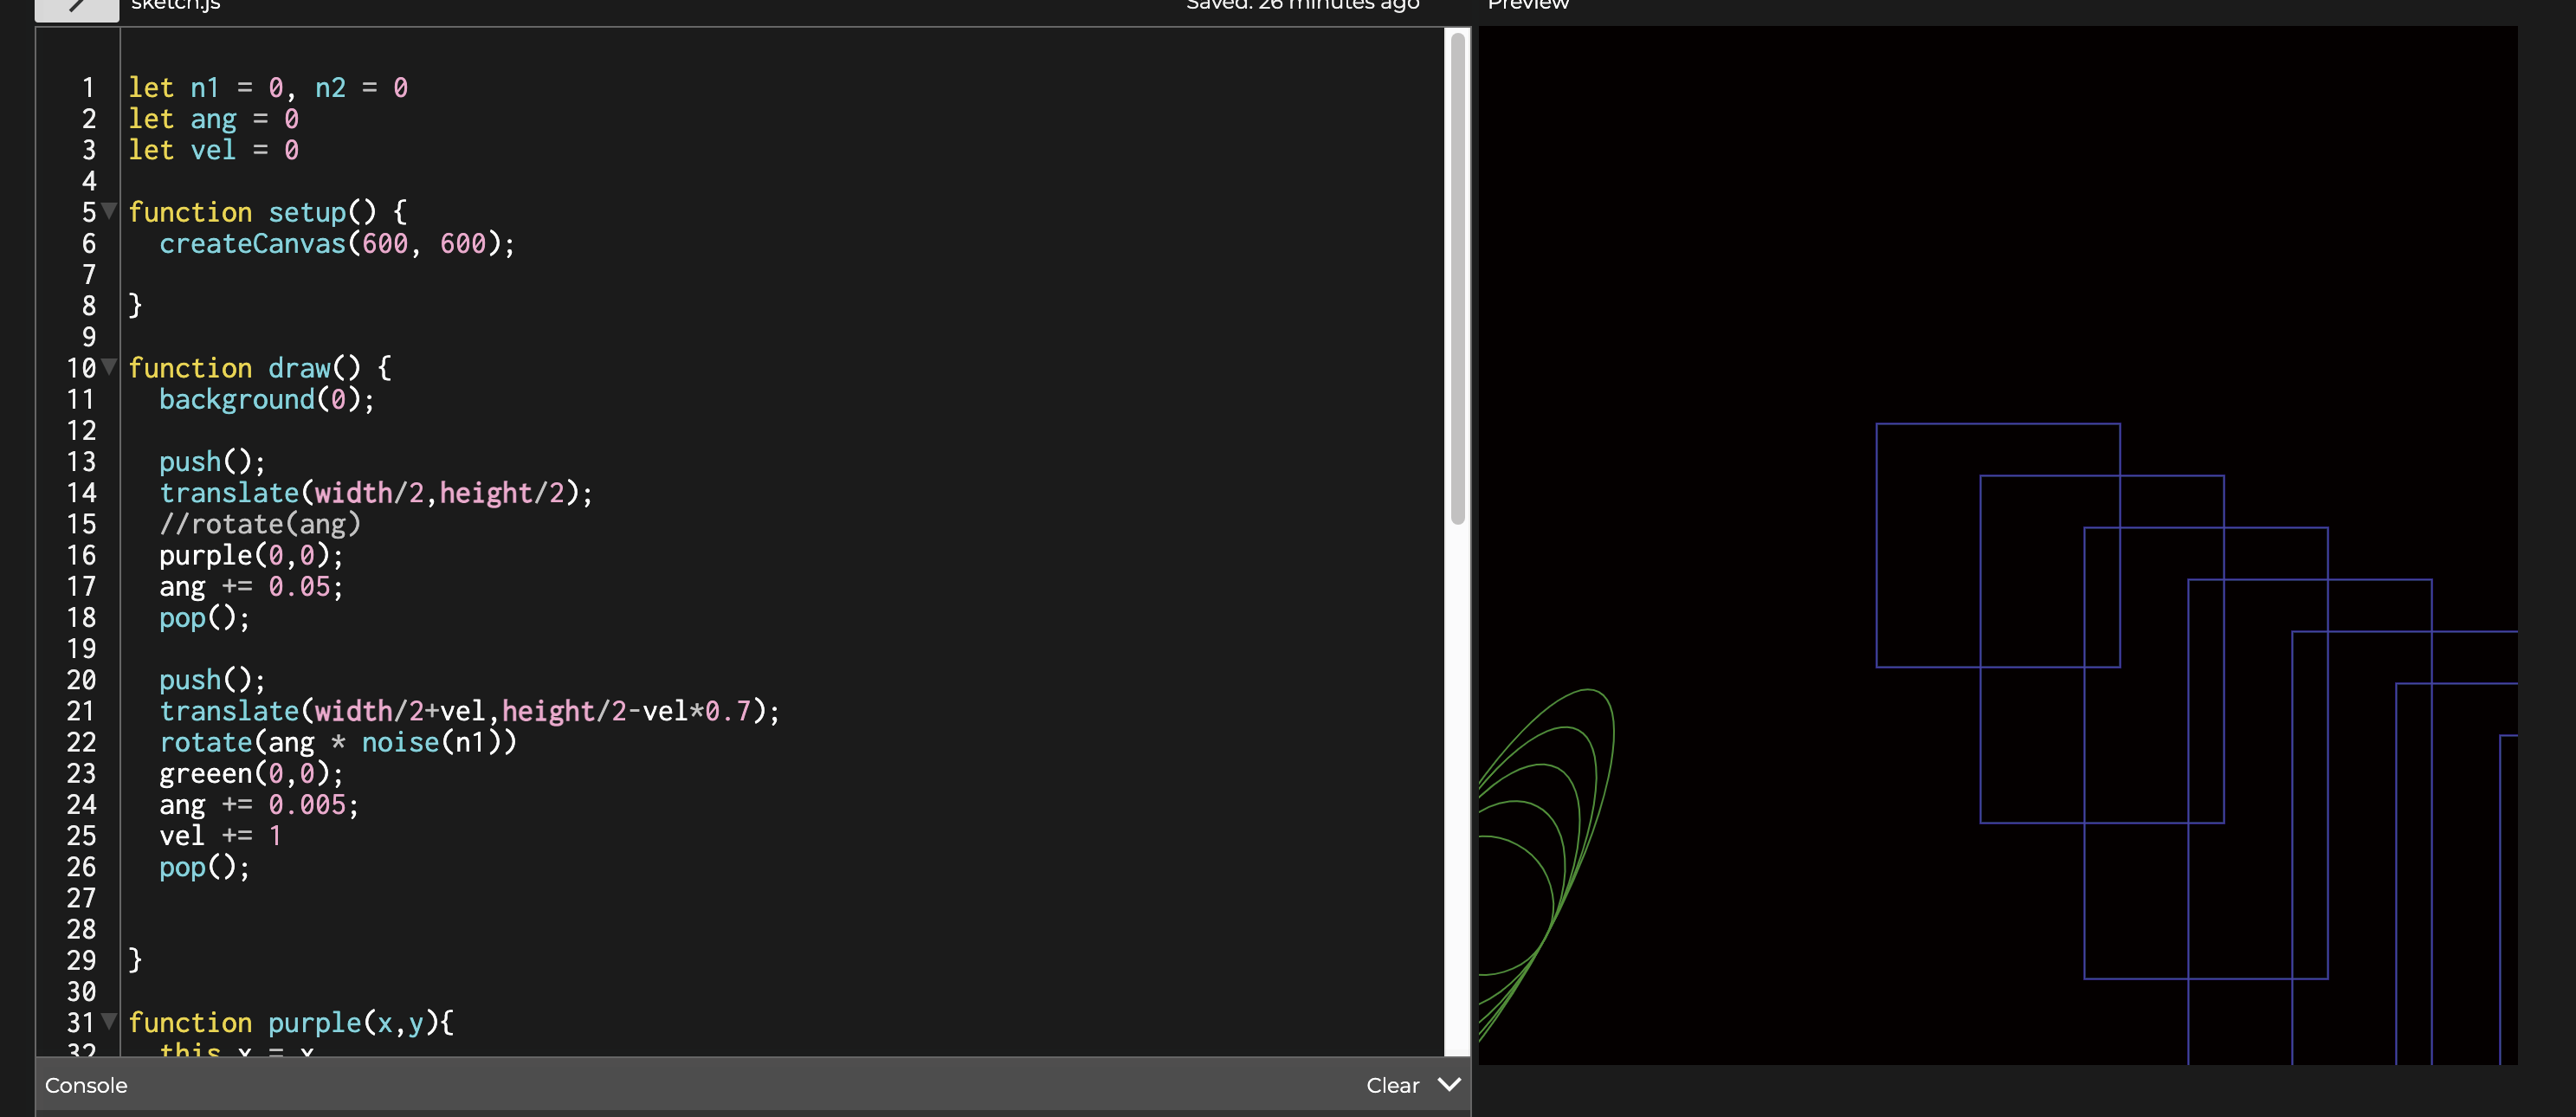 sketch.js
Saved: 26 minutes ago
Preview
1 let n1 = 0, n2 = 0
2 let ang = 0
3 let vel = 0
4
5 function setup() {
6   createCanvas(600, 600);
7
8 }
9
10 function draw() {
11   background(0);
12
13   push();
14   translate(width/2,height/2);
15   //rotate(ang)
16   purple(0,0);
17   ang += 0.05;
18   pop();
19
20   push();
21   translate(width/2+vel,height/2-vel*0.7);
22   rotate(ang * noise(n1))
23   greeen(0,0);
24   ang += 0.005;
25   vel += 1
26   pop();
27
28
29 }
30
31 function purple(x,y){
32   this x = x
Console
Clear